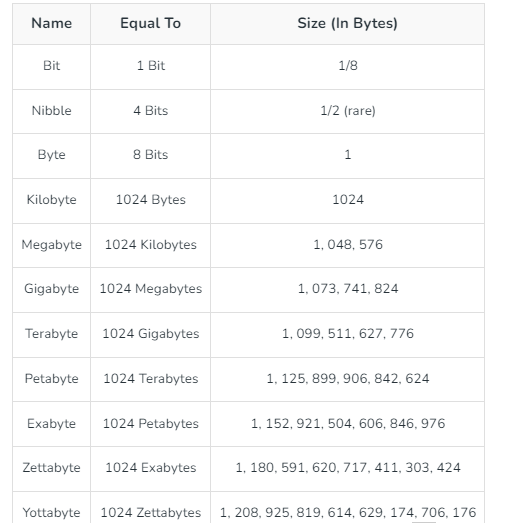 Name Equal To Size (In Bytes)
Bit 1 Bit 1/8
Nibble 4 Bits 1/2 (rare)
Byte 8 Bits 1
Kilobyte 1024 Bytes 1024
Megabyte 1024 Kilobytes 1, 048, 576
Gigabyte 1024 Megabytes 1, 073, 741, 824
Terabyte 1024 Gigabytes 1, 099, 511, 627, 776
Petabyte 1024 Terabytes 1, 125, 899, 906, 842, 624
Exabyte 1024 Petabytes 1, 152, 921, 504, 606, 846, 976
Zettabyte 1024 Exabytes 1, 180, 591, 620, 717, 411, 303, 424
Yottabyte 1024 Zettabytes 1, 208, 925, 819, 614, 629, 174, 706, 176